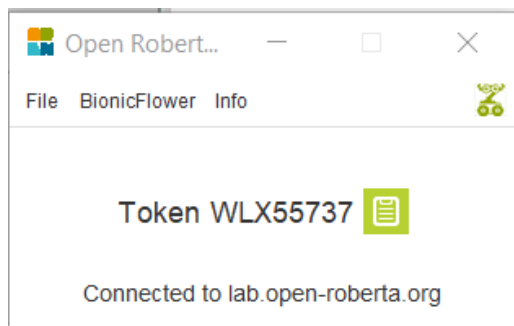 Open Robert...
File BionicFlower Info
Token WLX55737
Connected to lab.open-roberta.org